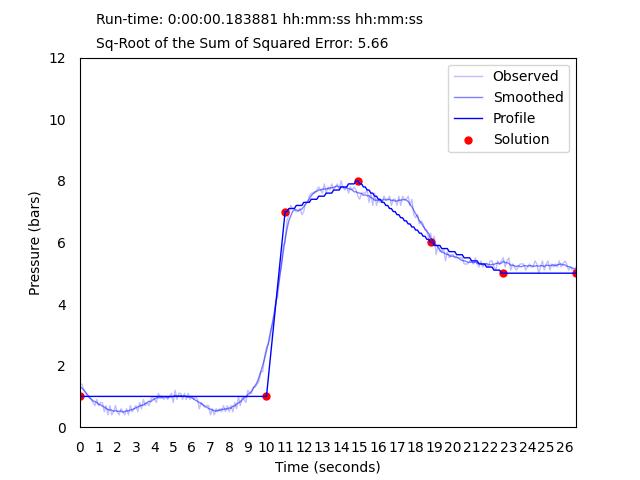 Run-time: 0:00:00.183881 hh:mm:ss hh:mm:ss
Sq-Root of the Sum of Squared Error: 5.66
12
10
8
6
4
2
0
Pressure (bars)
Observed
Smoothed
Profile
Solution
0 1 2 3 4 5 6 7 8 9 10 11 12 13 14 15 16 17 18 19 20 21 22 23 24 25 26
Time (seconds)